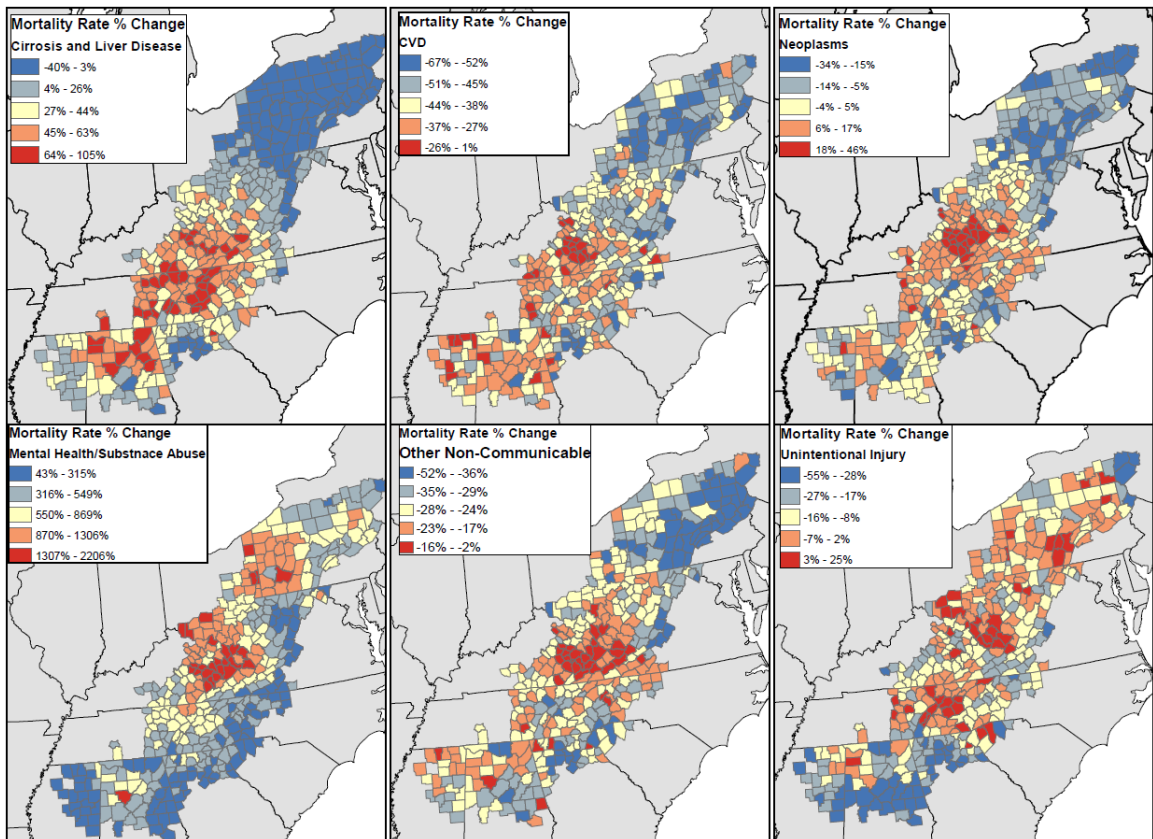 Mortality Rate % Change
Cirrosis and Liver Disease
-40% - 3%
4% - 26%
27% - 44%
45% - 63%
64% - 105%
Mortality Rate % Change
CVD
-67% - -52%
-51% - -45%
-44% - -38%
-37% - -27%
-26% - 1%
Mortality Rate % Change
Neoplasms
-34% - -15%
-14% - -5%
-4% - 5%
6% - 17%
18% - 46%
Mortality Rate % Change
Mental Health/Substnace Abuse
43% - 315%
316% - 549%
550% - 869%
870% - 1306%
1307% - 2206%
Mortality Rate % Change
Other Non-Communicable
-52% - -36%
-35% - -29%
-28% - -24%
-23% - -17%
-16% - -2%
Mortality Rate % Change
Unintentional Injury
-55% - -28%
-27% - -17%
-16% - -8%
-7% - 2%
3% - 25%